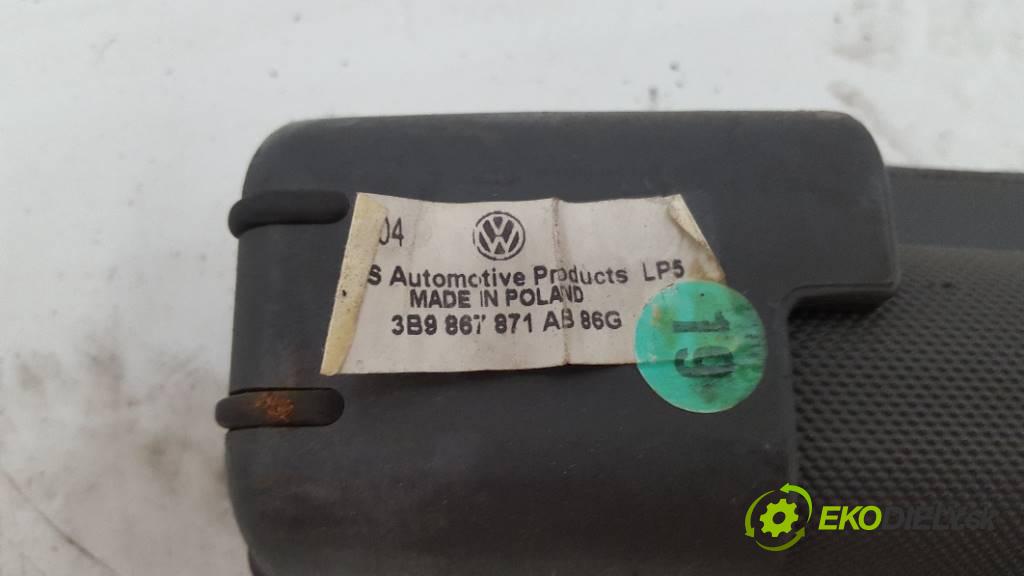 04
S Automotive Products LP5
MADE IN POLAND
3B9 867 871 AB 86G
19
EKODIELY.sk